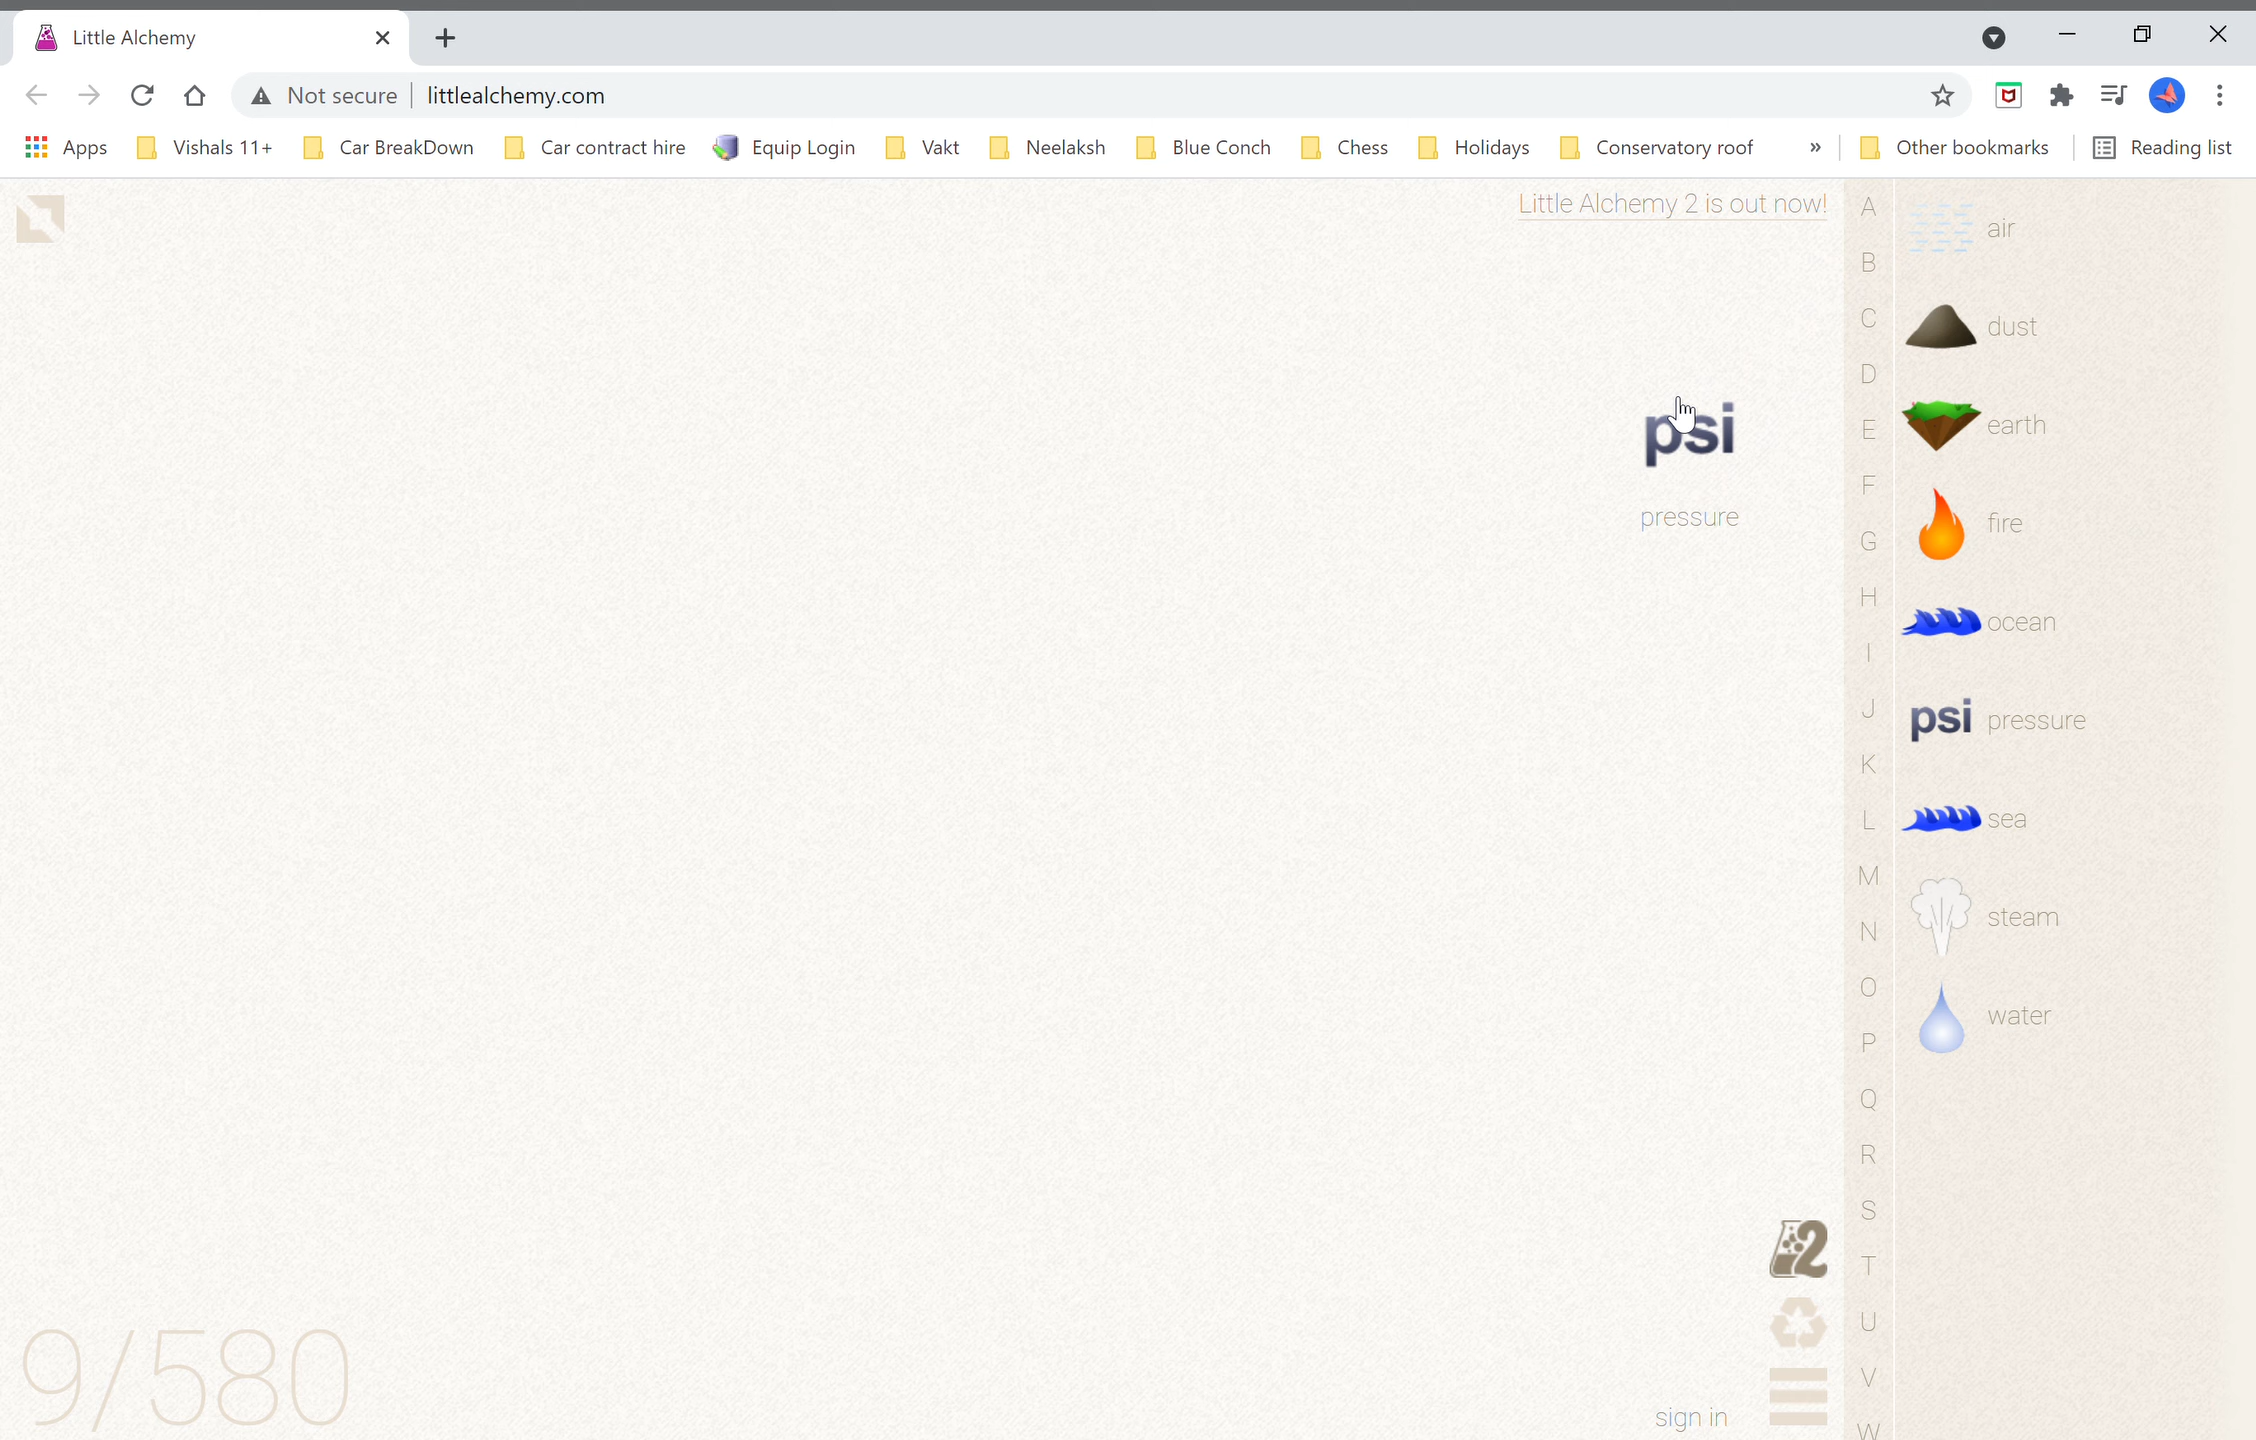 Little Alchemy
Not secure littlealchemy.com
Apps Vishals 11+ Car BreakDown Car contract hire Equip Login Vakt Neelaksh Blue Conch Chess Holidays Conservatory roof » Other bookmarks Reading list
Little Alchemy 2 is out now!
psi
pressure
2
9/580
sign in
A
B
C
D
E
F
G
H
I
J
K
L
M
N
O
P
Q
R
S
T
U
V
W
air
dust
earth
fire
ocean
psi pressure
sea
steam
water